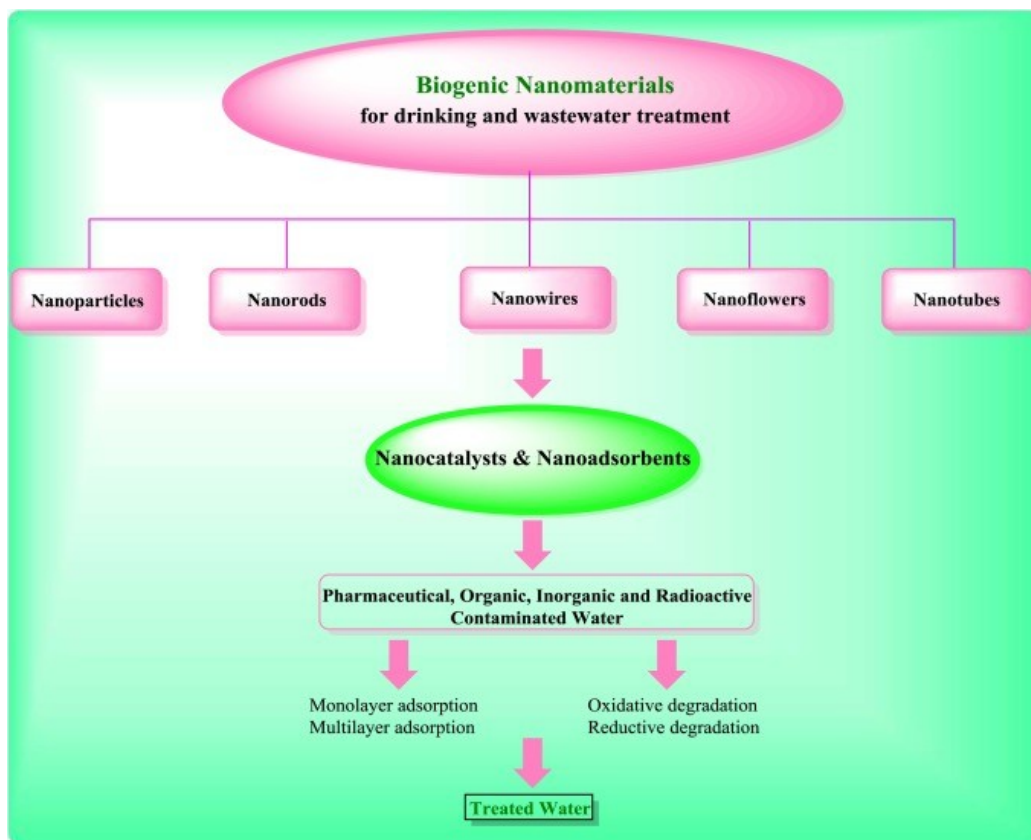 Biogenic Nanomaterials
for drinking and wastewater treatment
Nanoparticles
Nanorods
Nanowires
Nanoflowers
Nanotubes
Nanocatalysts & Nanoadsorbents
Pharmaceutical, Organic, Inorganic and Radioactive
Contaminated Water
Monolayer adsorption
Multilayer adsorption
Oxidative degradation
Reductive degradation
Treated Water